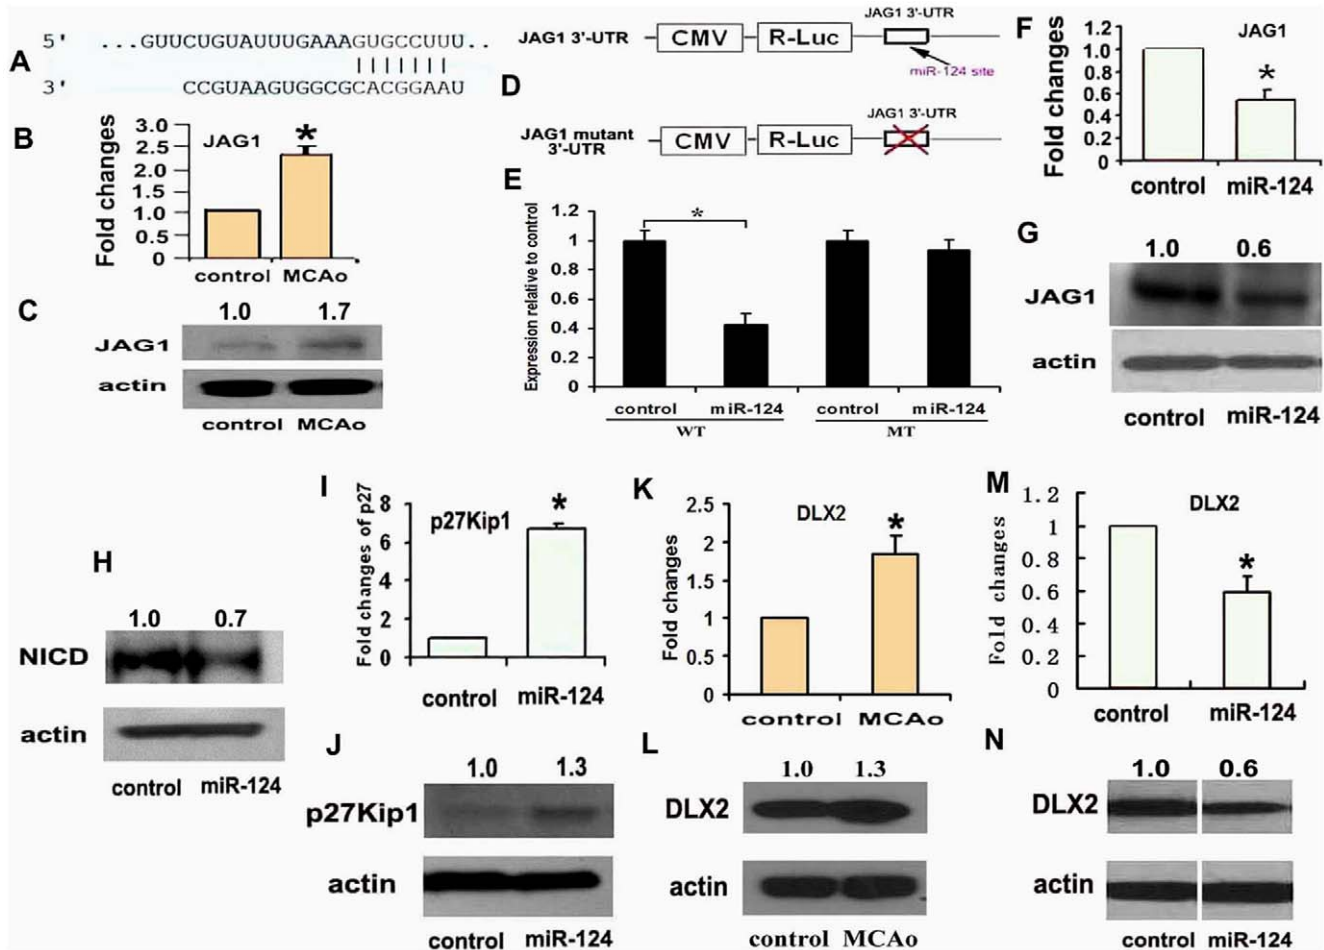 A
5' ...GUUCUGUAUUUGAAAGUGCCUUU..
3' CCGUAAGUGGCGCACGGAAU
B
Fold changes
3.0
2.5
2.0
1.5
1.0
0.5
0
JAG1
*
control MCAo
C
1.0 1.7
JAG1
actin
control MCAo
D
JAG1 3'-UTR
CMV R-Luc
JAG1 3'-UTR
miR-124 site
JAG1 mutant
3'-UTR
CMV R-Luc
JAG1 3'-UTR
E
Expression relative to control
1.2
1
0.8
0.6
0.4
0.2
0
*
control miR-124 control miR-124
WT MT
F
Fold changes
1.2
1.0
0.8
0.6
0.4
0.2
0
JAG1
*
control miR-124
G
1.0 0.6
JAG1
actin
control miR-124
H
1.0 0.7
NICD
actin
control miR-124
I
Fold changes of p27
8
6
4
2
0
p27Kip1
*
control miR-124
J
1.0 1.3
p27Kip1
actin
control miR-124
K
Fold changes
2.5
2
1.5
1
0.5
0
DLX2
*
control MCAo
L
1.0 1.3
DLX2
actin
control MCAo
M
Fold changes
1.2
1
0.8
0.6
0.4
0.2
0
DLX2
*
control miR-124
N
1.0 0.6
DLX2
actin
control miR-124